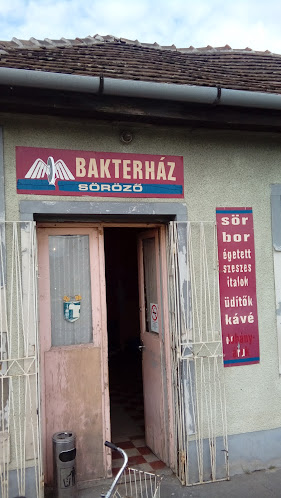 BAKTERHÁZ
SÖRÖZŐ
sör
bor
égetett
szeszes
italok
üdítők
kávé